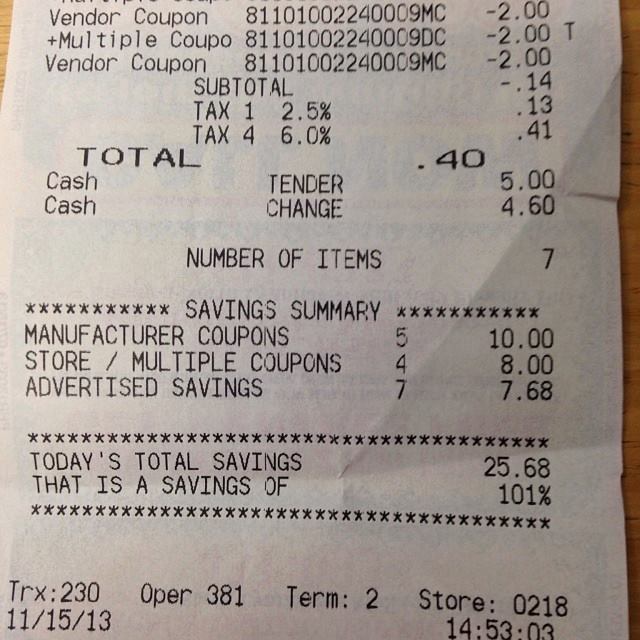 Vendor Coupon 81101002240009MC -2.00
+Multiple Coupo 81101002240009DC -2.00 T
Vendor Coupon 81101002240009MC -2.00
SUBTOTAL -.14
TAX 1 2.5% .13
TAX 4 6.0% .41
TOTAL .40
Cash TENDER 5.00
Cash CHANGE 4.60
NUMBER OF ITEMS 7
*********** SAVINGS SUMMARY ***********
MANUFACTURER COUPONS 5 10.00
STORE / MULTIPLE COUPONS 4 8.00
ADVERTISED SAVINGS 7 7.68
****************************************
TODAY'S TOTAL SAVINGS 25.68
THAT IS A SAVINGS OF 101%
****************************************
Trx:230 Oper 381 Term: 2 Store: 0218
11/15/13 14:53:03